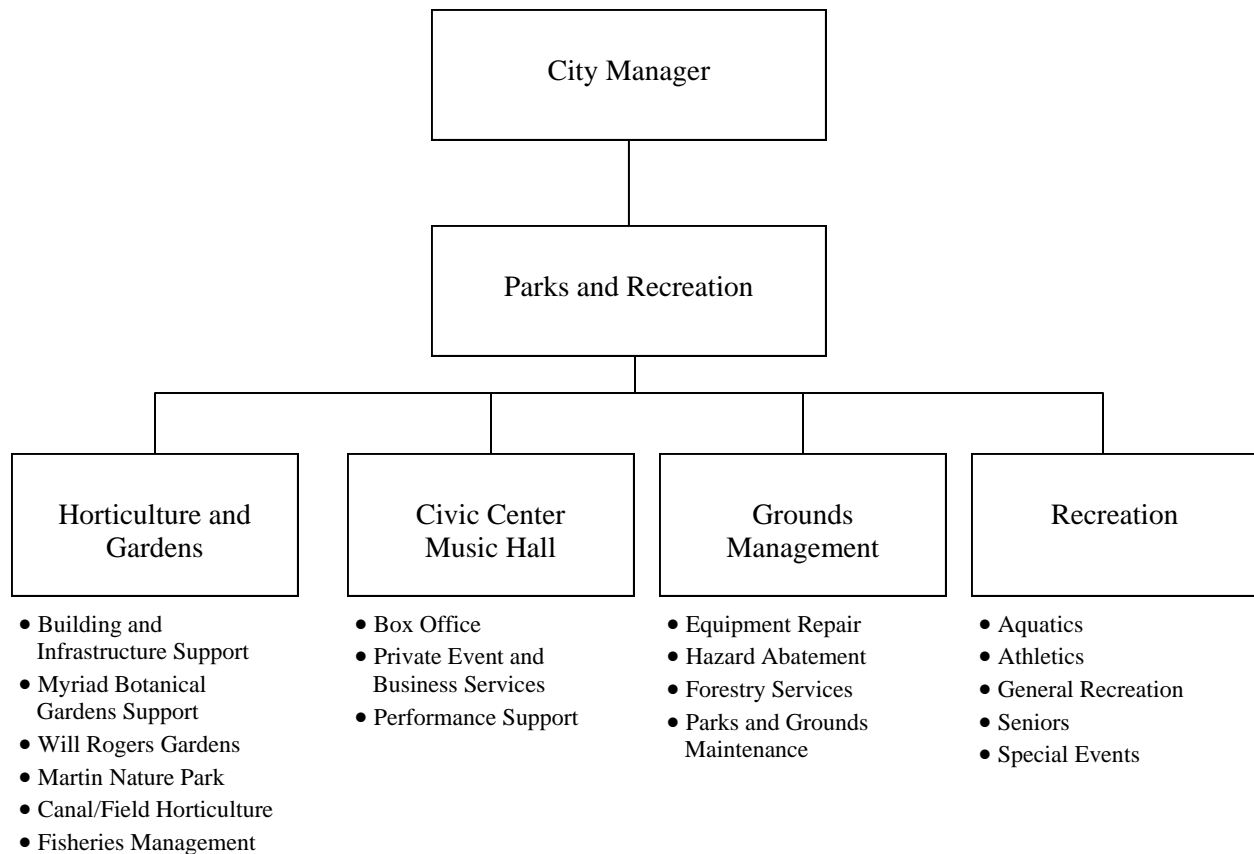 City Manager
Parks and Recreation
Horticulture and
Gardens
• Building and
Infrastructure Support
• Myriad Botanical
Gardens Support
• Will Rogers Gardens
• Martin Nature Park
• Canal/Field Horticulture
• Fisheries Management
Civic Center
Music Hall
• Box Office
• Private Event and
Business Services
• Performance Support
Grounds
Management
• Equipment Repair
• Hazard Abatement
• Forestry Services
• Parks and Grounds
Maintenance
Recreation
• Aquatics
• Athletics
• General Recreation
• Seniors
• Special Events